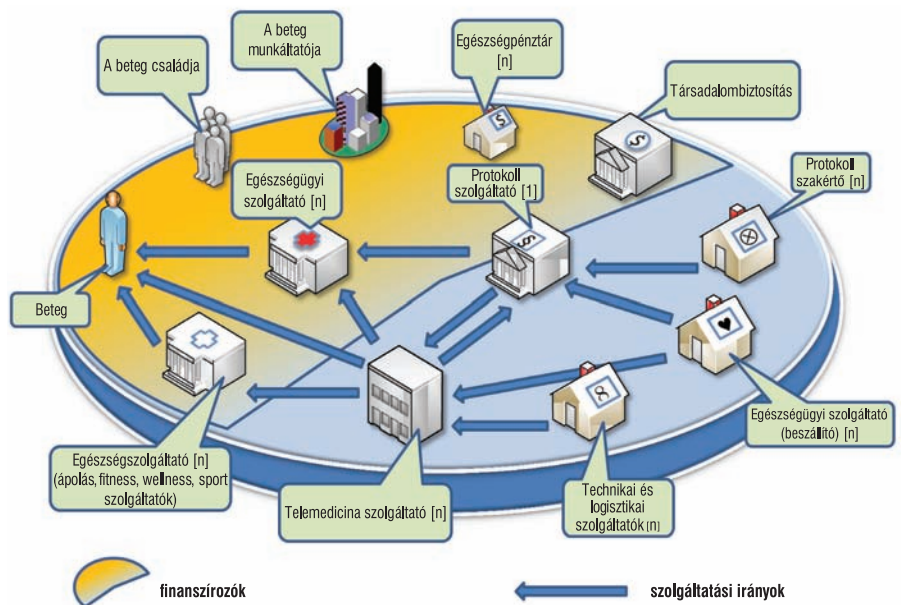 A beteg családja
A beteg
munkáltatója
Egészségpénztár
[n]
Társadalombiztosítás
Egészségügyi
szolgáltató [n]
Protokoll
szolgáltató [1]
Protokoll
szakértő [n]
Beteg
Egészségszolgáltató [n]
(ápolás, fitness, wellness, sport
szolgáltatók)
Telemedicina szolgáltató [n]
Technikai és
logisztikai
szolgáltatók [n]
Egészségügyi szolgáltató
(beszállító) [n]
finanszírozók
szolgáltatási irányok